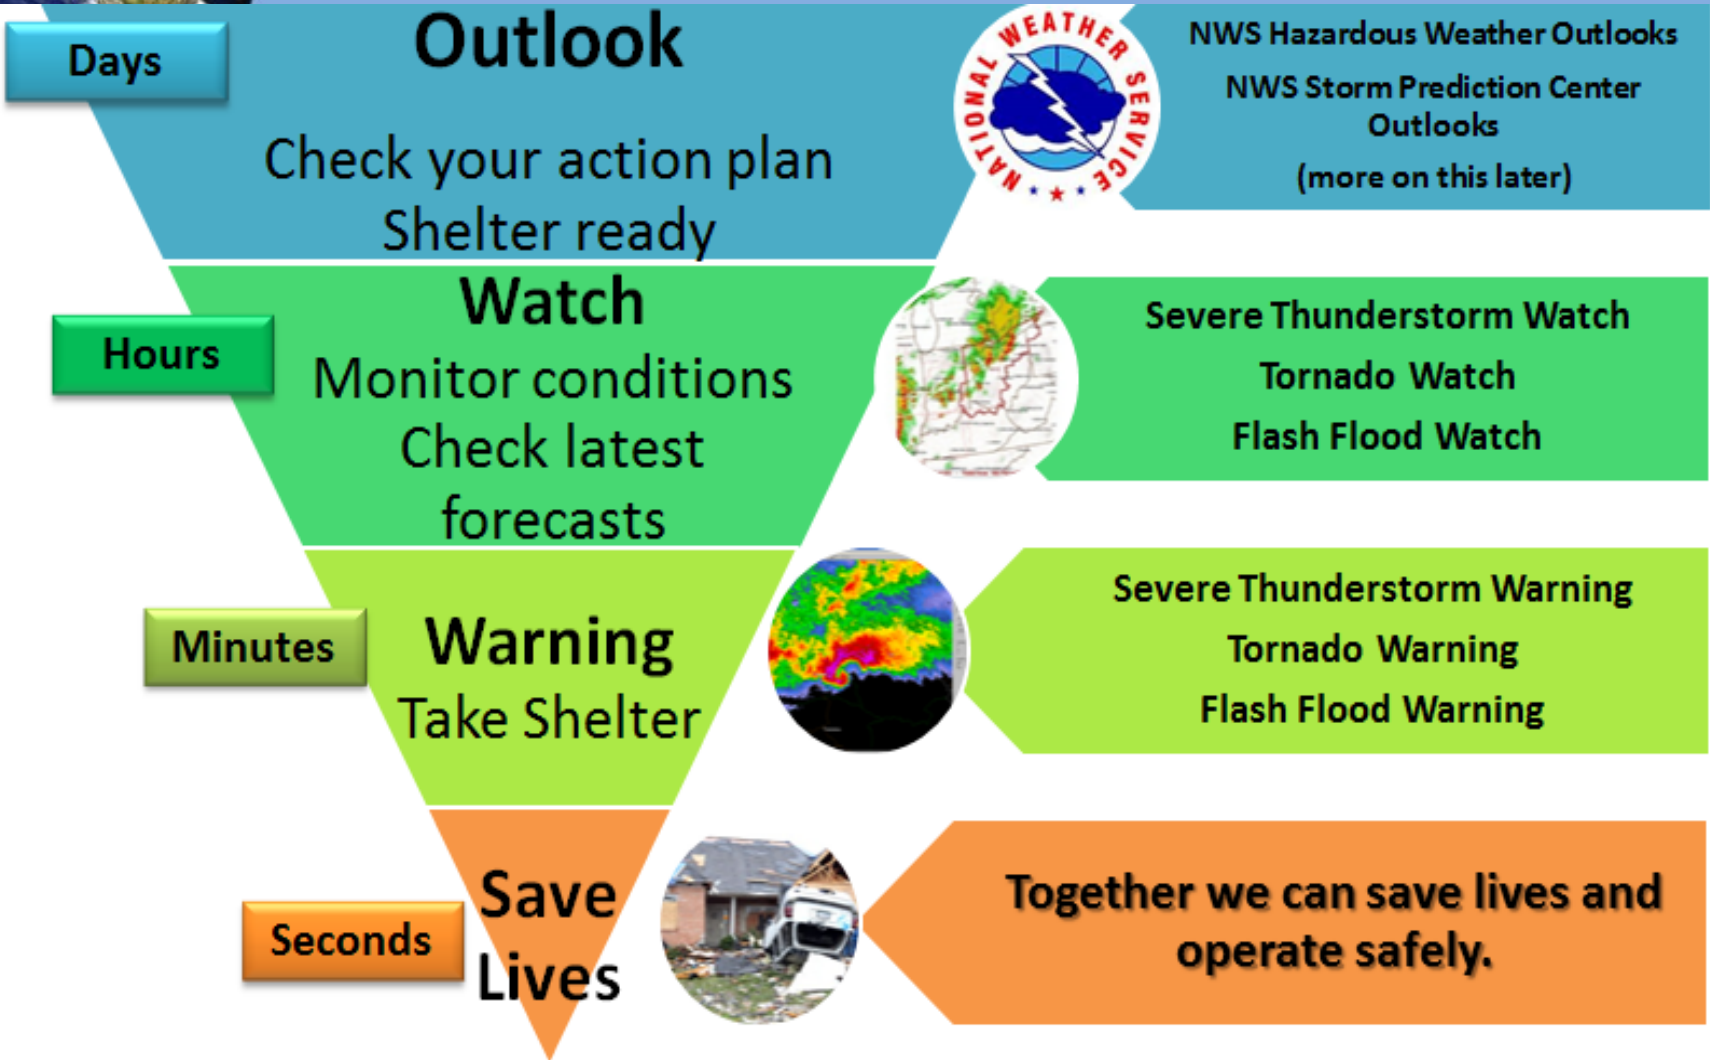 Days
Outlook
Check your action plan
Shelter ready
NATIONAL WEATHER SERVICE
NWS Hazardous Weather Outlooks
NWS Storm Prediction Center
Outlooks
(more on this later)
Hours
Watch
Monitor conditions
Check latest
forecasts
Severe Thunderstorm Watch
Tornado Watch
Flash Flood Watch
Minutes
Warning
Take Shelter
Severe Thunderstorm Warning
Tornado Warning
Flash Flood Warning
Seconds
Save
Lives
Together we can save lives and
operate safely.